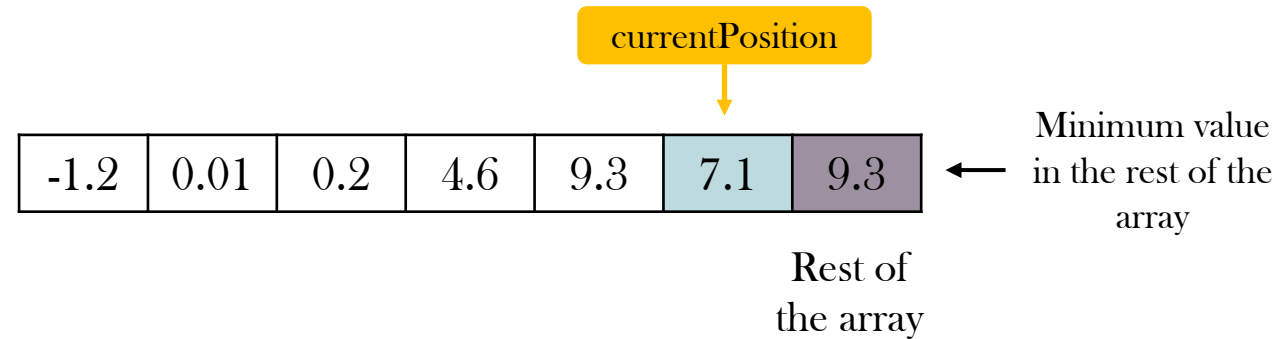 currentPosition
-1.2 0.01 0.2 4.6 9.3 7.1 9.3
Minimum value
in the rest of the
array
Rest of
the array